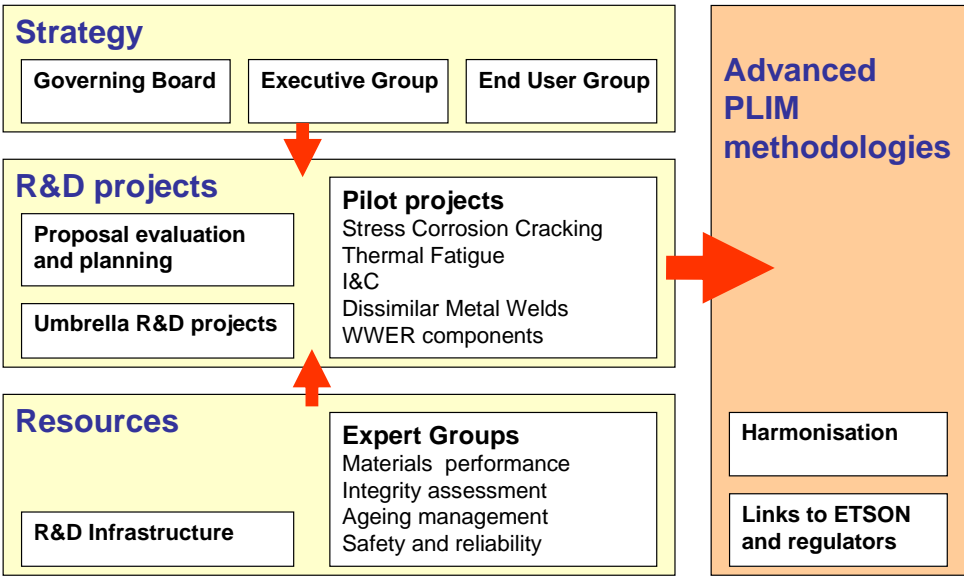 Strategy
Governing Board
Executive Group
End User Group
R&D projects
Proposal evaluation
and planning
Umbrella R&D projects
Pilot projects
Stress Corrosion Cracking
Thermal Fatigue
I&C
Dissimilar Metal Welds
WWER components
Resources
R&D Infrastructure
Expert Groups
Materials performance
Integrity assessment
Ageing management
Safety and reliability
Advanced
PLIM
methodologies
Harmonisation
Links to ETSON
and regulators